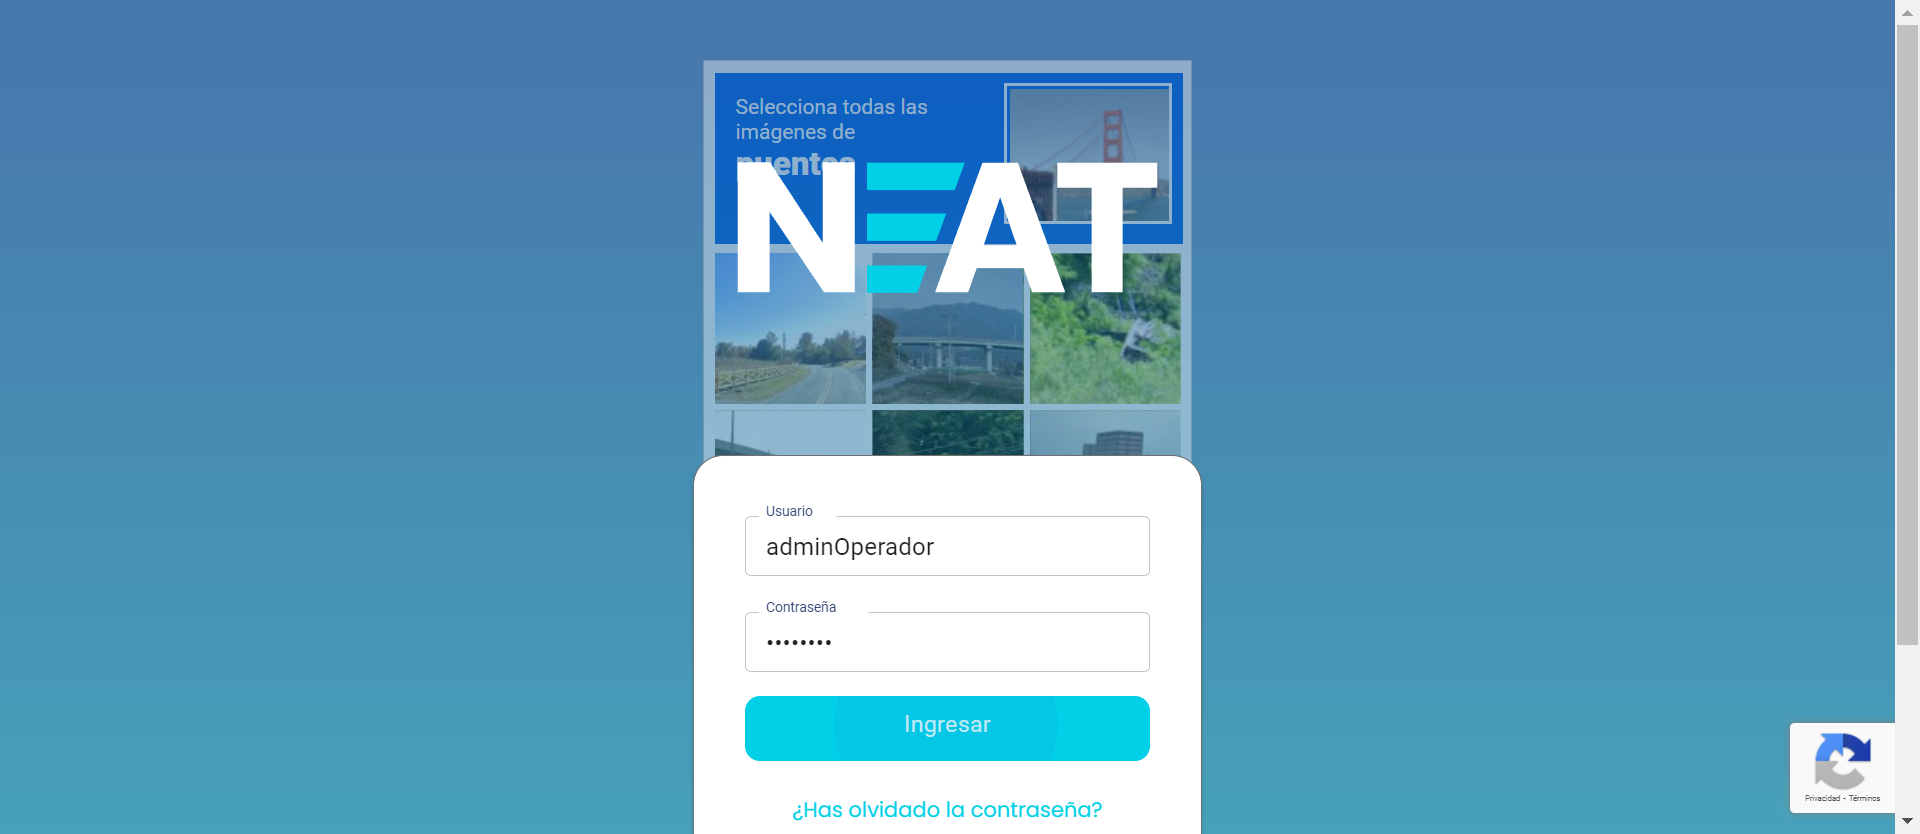 Selecciona todas las
imágenes de
puentes
NEAT
Usuario
adminOperador
Contraseña
••••••••
Ingresar
¿Has olvidado la contraseña?
Privacidad - Términos